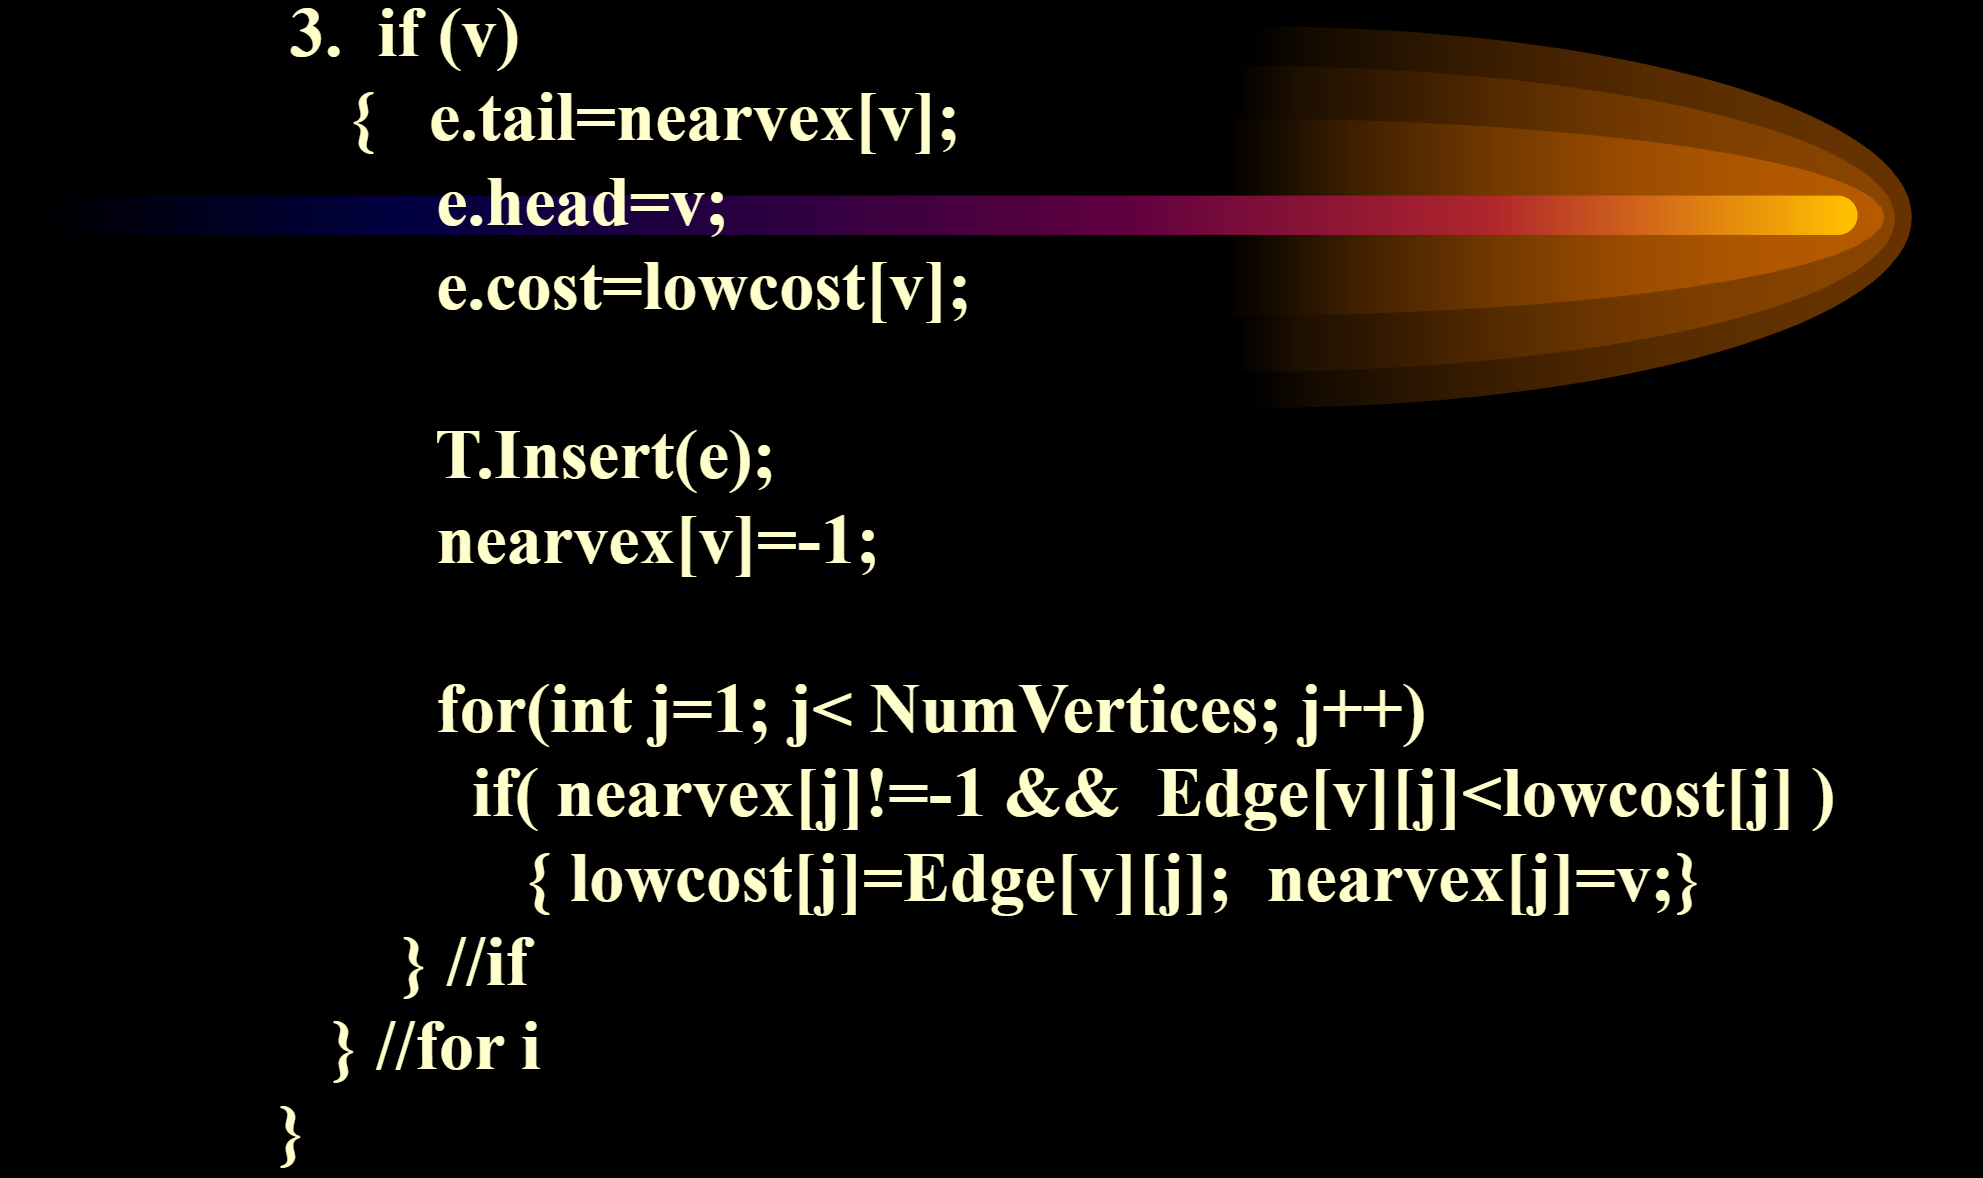 3. if (v)
{ e.tail=nearvex[v];
e.head=v;
e.cost=lowcost[v];
T.Insert(e);
nearvex[v]=-1;
for(int j=1; j< NumVertices; j++)
if( nearvex[j]!=-1 && Edge[v][j]<lowcost[j] )
{ lowcost[j]=Edge[v][j]; nearvex[j]=v;}
} //if
} //for i
}